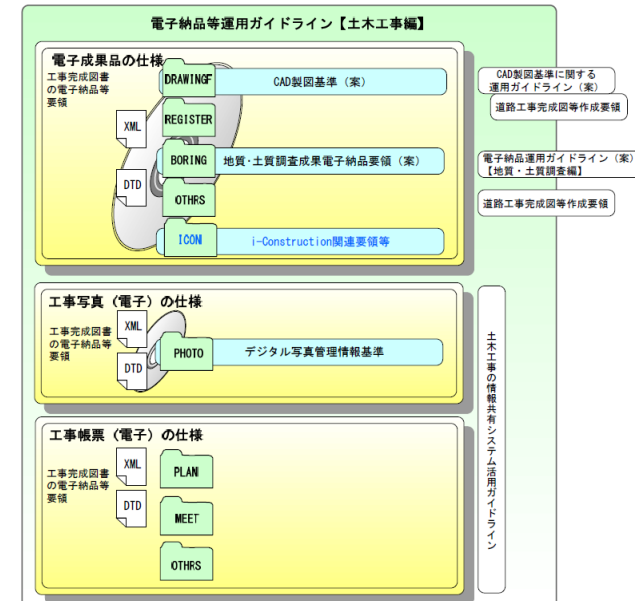 電子納品等運用ガイドライン【土木工事編】
電子成果品の仕様
工事完成図書
の電子納品等
要領
XML
DTD
DRAWINGF
CAD製図基準（案）
REGISTER
BORING
地質・土質調査成果電子納品要領（案）
OTHRS
ICON
i-Construction関連要領等
CAD製図基準に関する
運用ガイドライン（案）
道路工事完成図等作成要領
電子納品運用ガイドライン（案）
【地質・土質調査編】
道路工事完成図等作成要領
工事写真（電子）の仕様
工事完成図書
の電子納品等
要領
XML
DTD
PHOTO
デジタル写真管理情報基準
工事帳票（電子）の仕様
工事完成図書
の電子納品等
要領
XML
DTD
PLAN
MEET
OTHRS
土木工事の情報共有システム活用ガイドライン